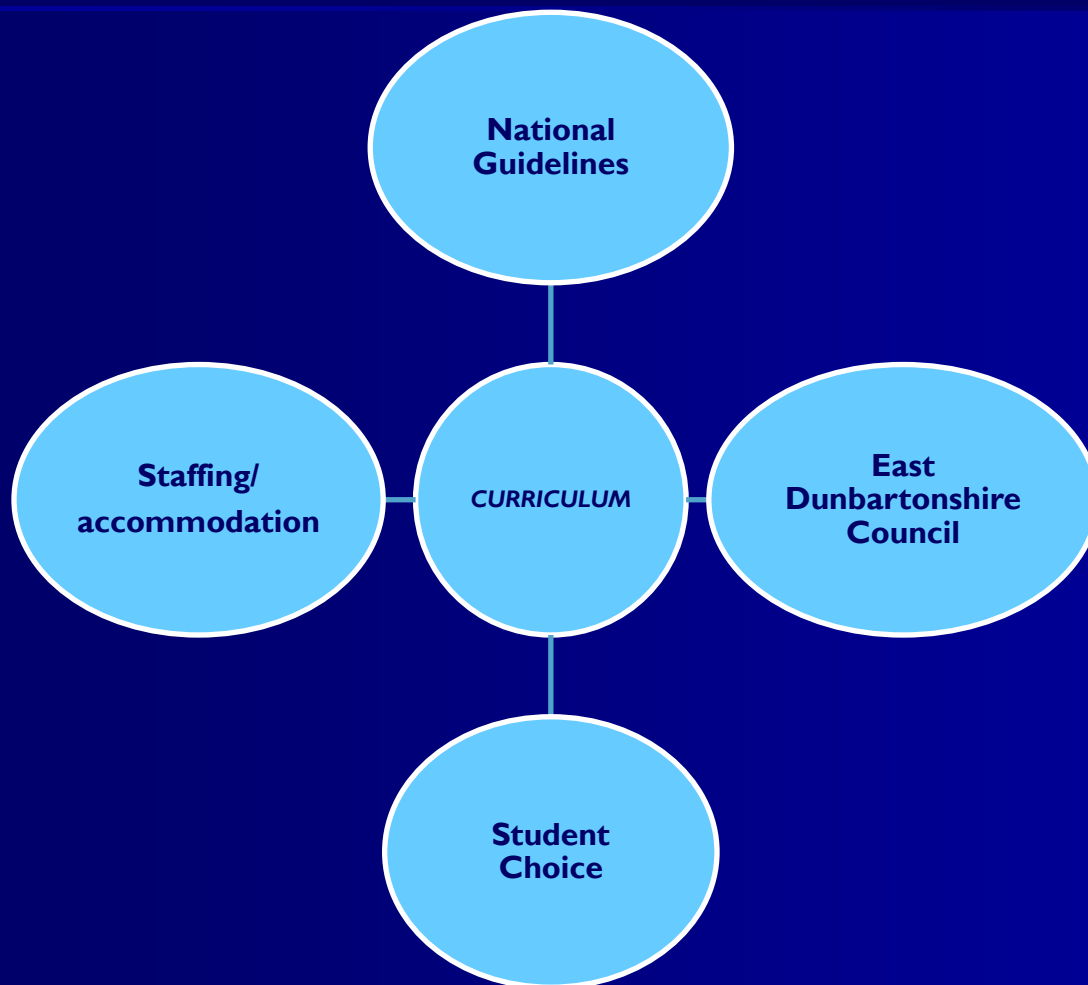 National
Guidelines
Staffing/
accommodation
CURRICULUM
East
Dunbartonshire
Council
Student
Choice